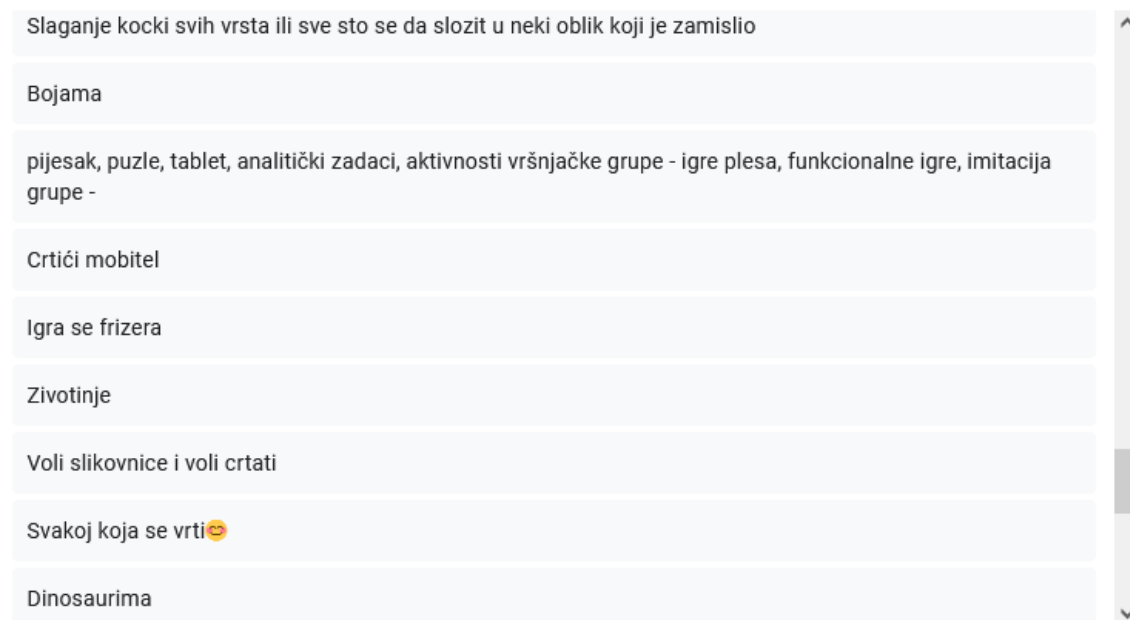 Slaganje kocki svih vrsta ili sve sto se da slozit u neki oblik koji je zamislio
Bojama
pijesak, puzle, tablet, analitički zadaci, aktivnosti vršnjačke grupe - igre plesa, funkcionalne igre, imitacija
grupe -
Crtići mobitel
Igra se frizera
Zivotinje
Voli slikovnice i voli crtati
Svakoj koja se vrti😊
Dinosaurima